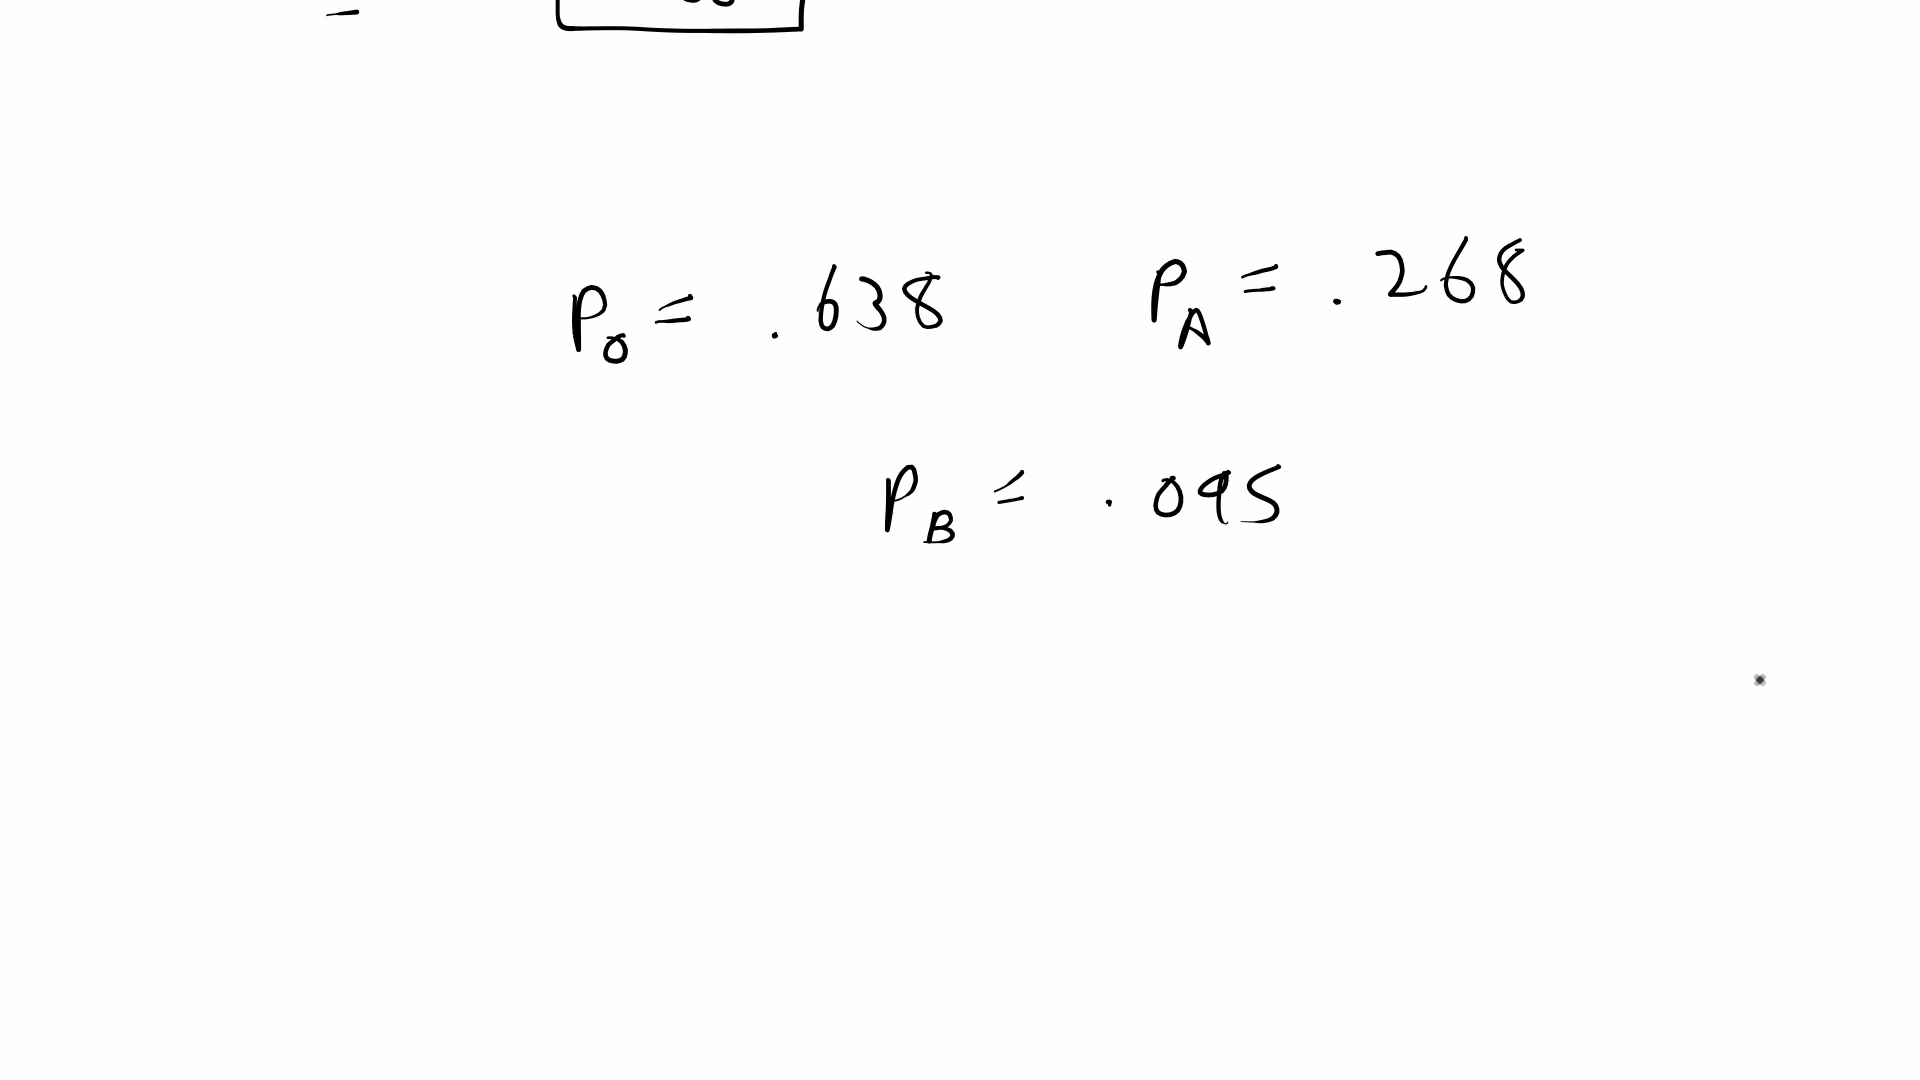 P_O = .638 P_A = .268
P_B = .095